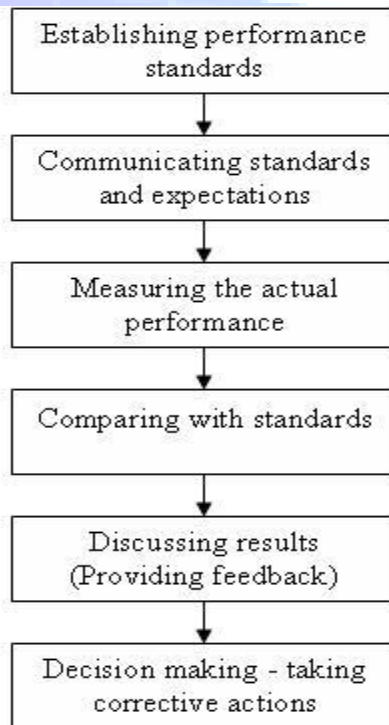 Establishing performance
standards
Communicating standards
and expectations
Measuring the actual
performance
Comparing with standards
Discussing results
(Providing feedback)
Decision making - taking
corrective actions